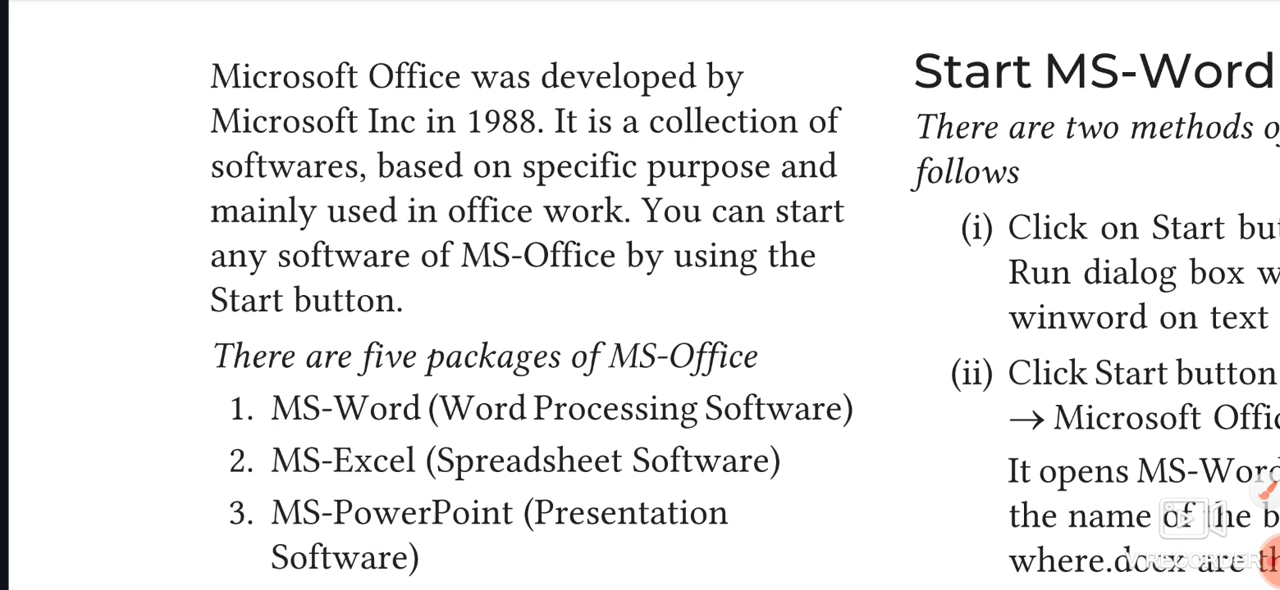 Microsoft Office was developed by
Microsoft Inc in 1988. It is a collection of
softwares, based on specific purpose and
mainly used in office work. You can start
any software of MS-Office by using the
Start button.
There are five packages of MS-Office
1. MS-Word (Word Processing Software)
2. MS-Excel (Spreadsheet Software)
3. MS-PowerPoint (Presentation
Software)
Start MS-Word
There are two methods
follows
(i) Click on Start
Run dialog box
winword on text
(ii) Click Start button
→ Microsoft
It opens MS-Word
the name of the
where.docx are